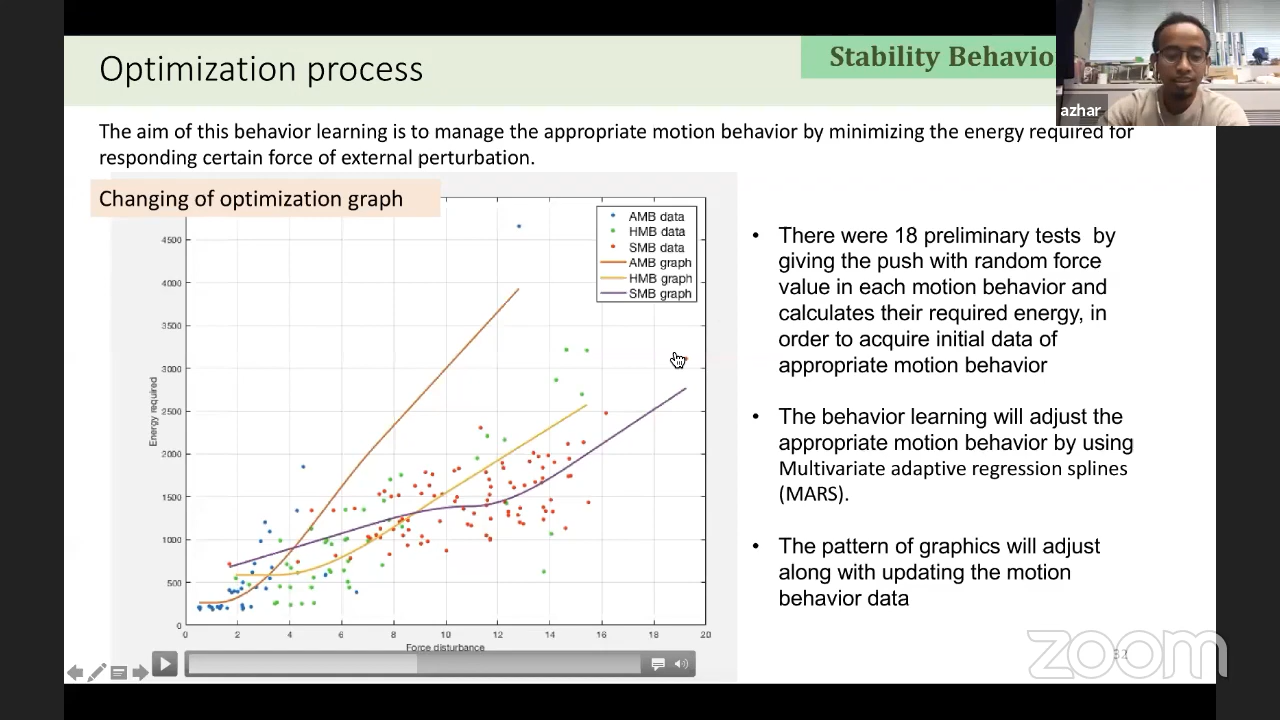 Optimization process
Stability Behavio
azhar
The aim of this behavior learning is to manage the appropriate motion behavior by minimizing the energy required for
responding certain force of external perturbation.
Changing of optimization graph
AMB data
HMB data
SMB data
AMB graph
HMB graph
SMB graph
4500
4000
3500
3000
2500
2000
1500
1000
500
0
Energy required
0 2 4 6 8 10 12 14 16 18 20
Force disturbance
• There were 18 preliminary tests by
giving the push with random force
value in each motion behavior and
calculates their required energy, in
order to acquire initial data of
appropriate motion behavior
• The behavior learning will adjust the
appropriate motion behavior by using
Multivariate adaptive regression splines
(MARS).
• The pattern of graphics will adjust
along with updating the motion
behavior data
zoom
32